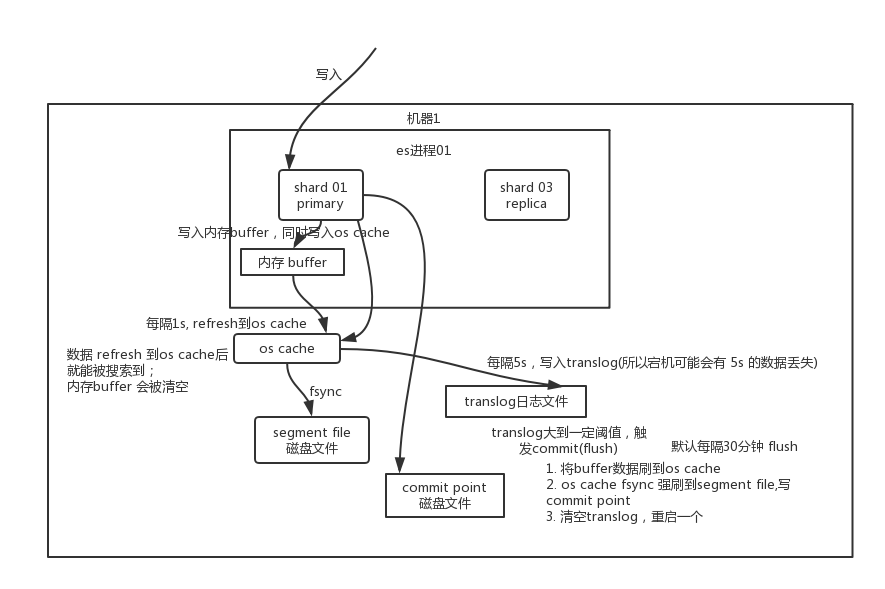 写入
机器1
es进程01
shard 01
primary
shard 03
replica
写入内存buffer，同时写入os cache
内存 buffer
每隔1s, refresh到os cache
os cache
数据 refresh 到os cache后
就能被搜索到；
内存buffer 会被清空
每隔5s，写入translog(所以宕机可能会有 5s 的数据丢失)
fsync
translog日志文件
segment file
磁盘文件
translog大到一定阈值，触
发commit(flush)
默认每隔30分钟 flush
1. 将buffer数据刷到os cache
2. os cache fsync 强刷到segment file,写
commit point
3. 清空translog，重启一个
commit point
磁盘文件